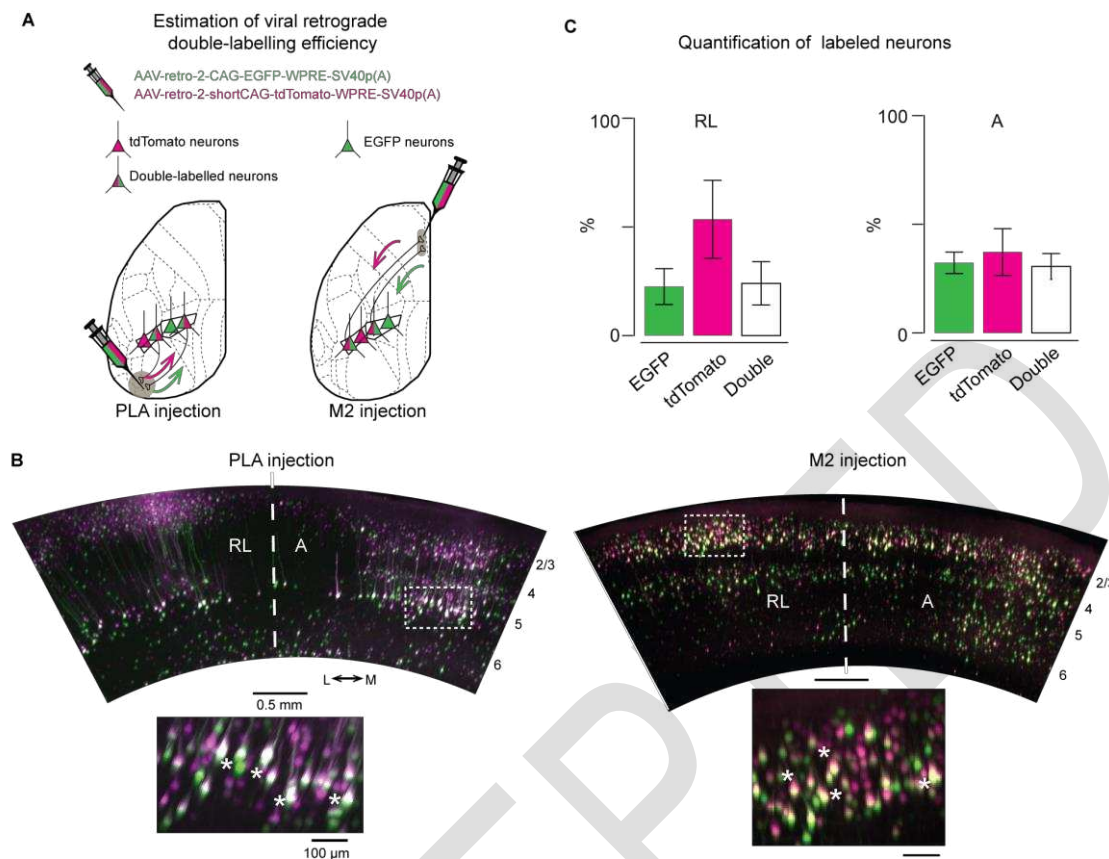 A
Estimation of viral retrograde
double-labelling efficiency
AAV-retro-2-CAG-EGFP-WPRE-SV40p(A)
AAV-retro-2-shortCAG-tdTomato-WPRE-SV40p(A)
tdTomato neurons
EGFP neurons
Double-labelled neurons
PLA injection
M2 injection
C
Quantification of labeled neurons
100
RL
%
0
EGFP
tdTomato
Double
100
A
%
0
EGFP
tdTomato
Double
B
PLA injection
RL
A
2/3
4
5
6
0.5 mm
L
M
*
*
*
*
100 µm
M2 injection
RL
A
2/3
4
5
6
*
*
*
*